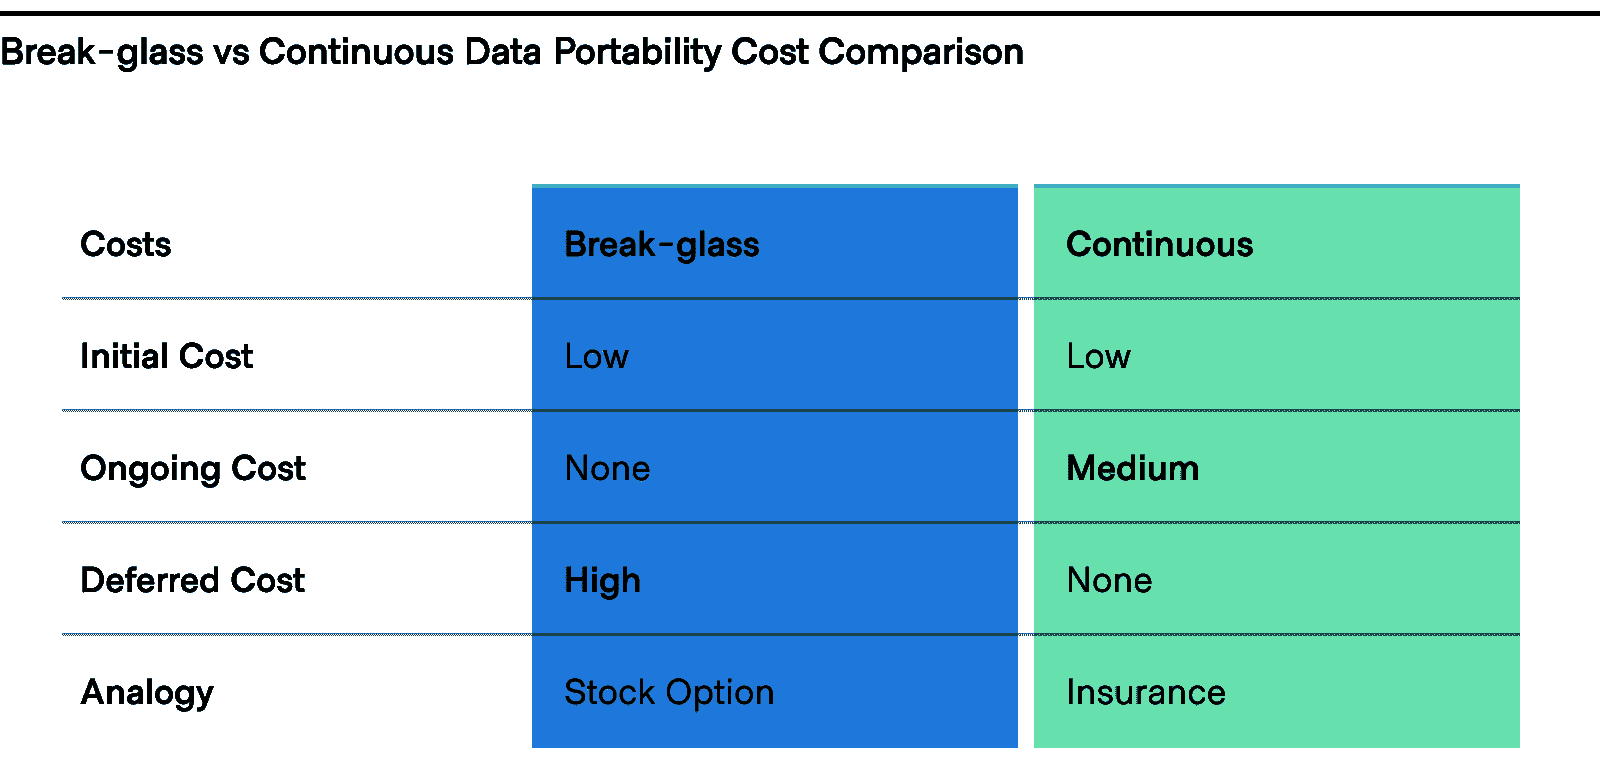 Break-glass vs Continuous Data Portability Cost Comparison
Costs Break-glass Continuous
Initial Cost Low Low
Ongoing Cost None Medium
Deferred Cost High None
Analogy Stock Option Insurance